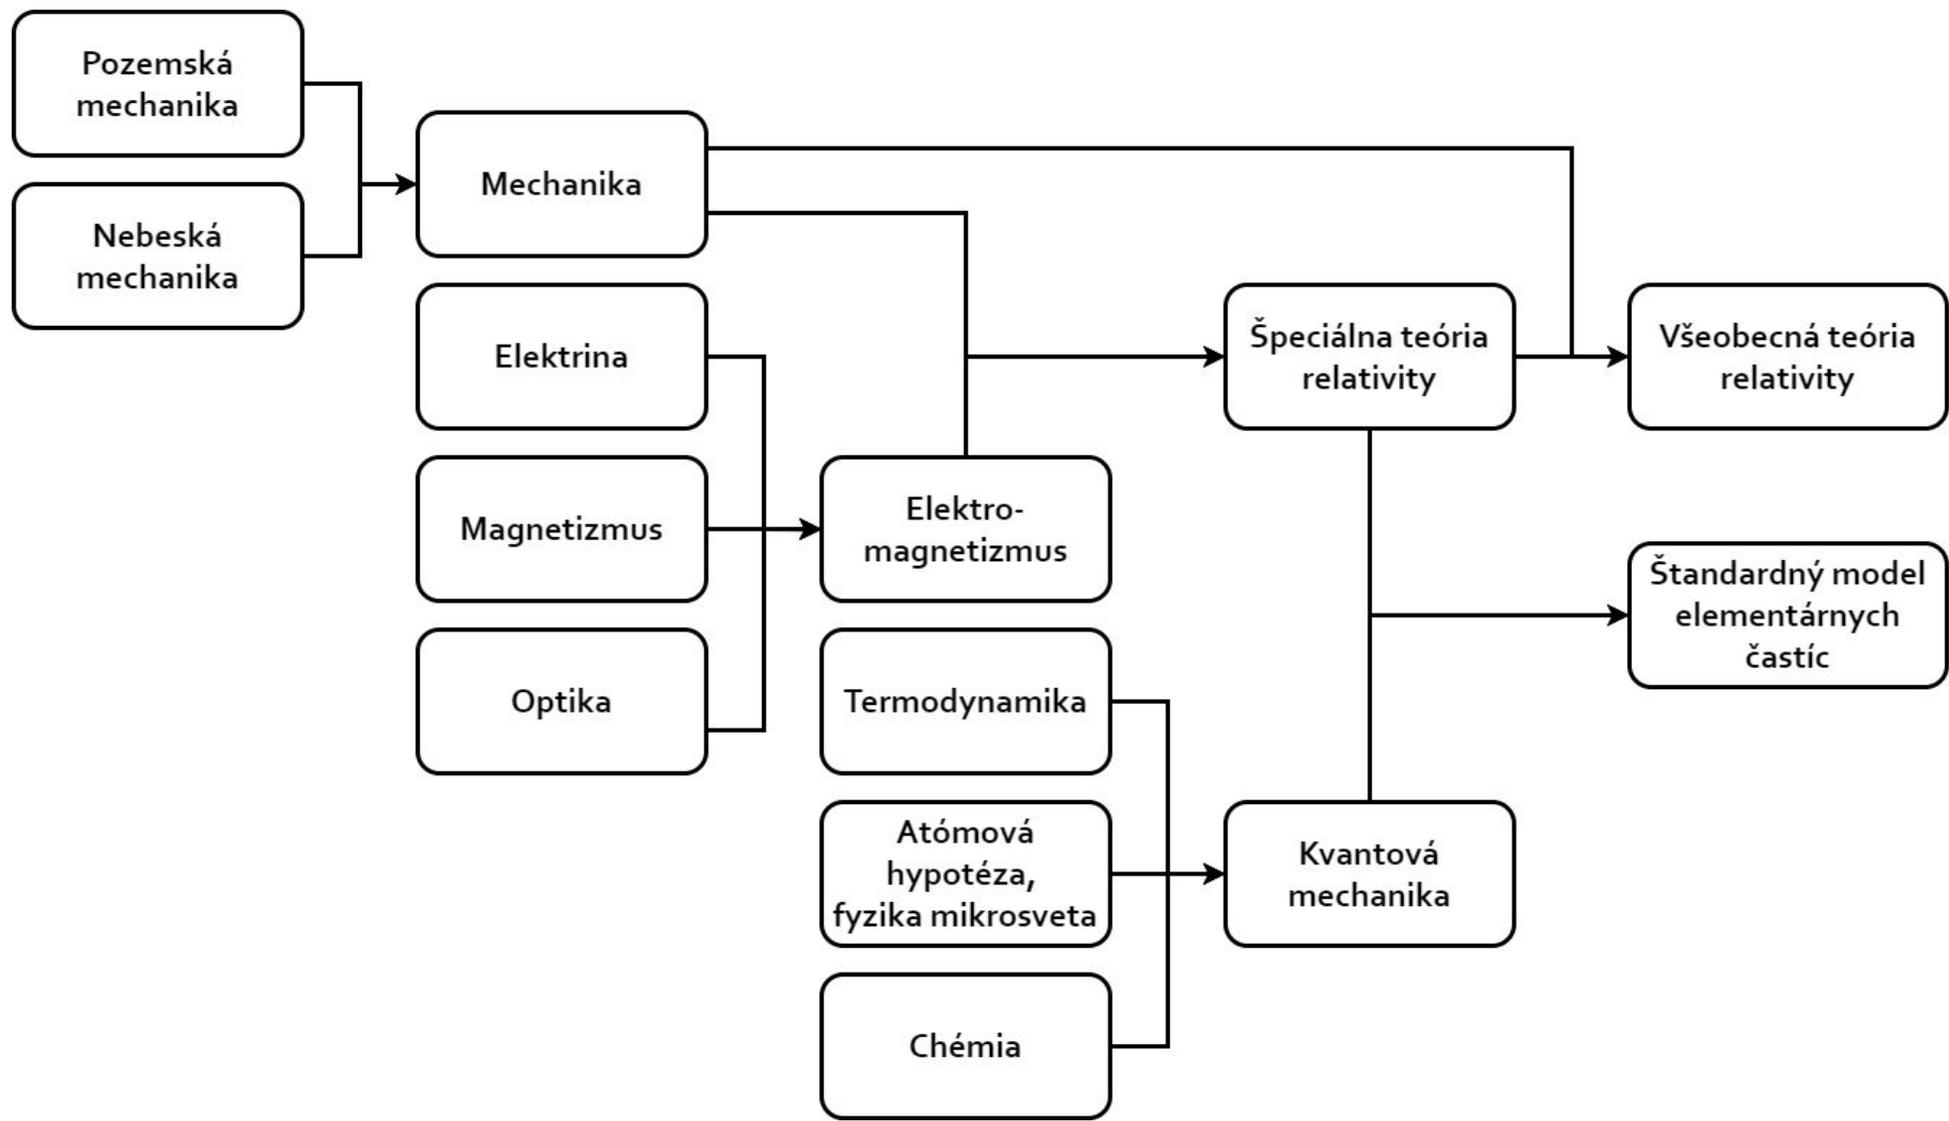 Pozemská
mechanika
Nebeská
mechanika
Mechanika
Elektrina
Magnetizmus
Optika
Elektro-
magnetizmus
Termodynamika
Atómová
hypotéza,
fyzika mikrosveta
Chémia
Špeciálna teória
relativity
Kvantová
mechanika
Všeobecná teória
relativity
Štandardný model
elementárnych
častíc